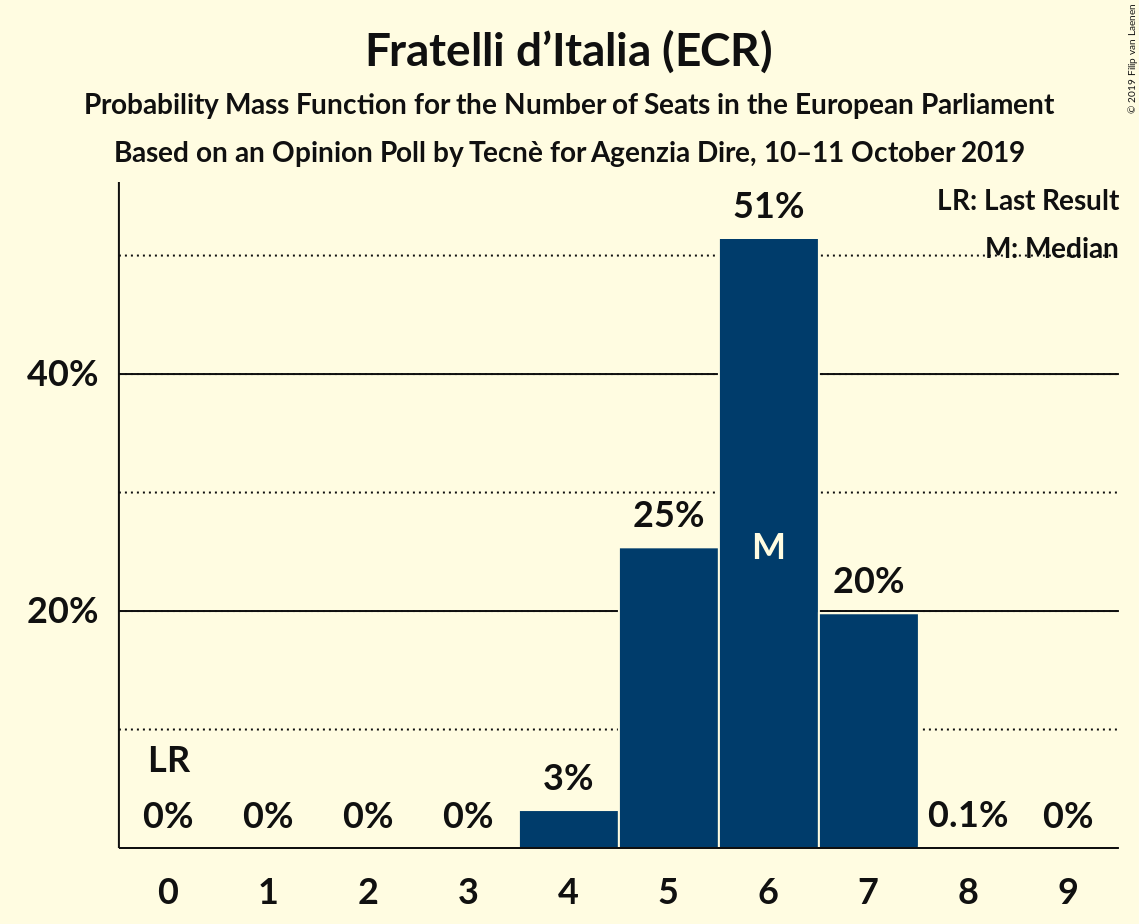 Fratelli d’Italia (ECR)
Probability Mass Function for the Number of Seats in the European Parliament
Based on an Opinion Poll by Tecnè for Agenzia Dire, 10–11 October 2019
© 2019 Filip van Laenen
LR: Last Result
M: Median
51%
40%
25%
M
20%
20%
LR
3%
0% 0% 0% 0% 0.1% 0%
0 1 2 3 4 5 6 7 8 9